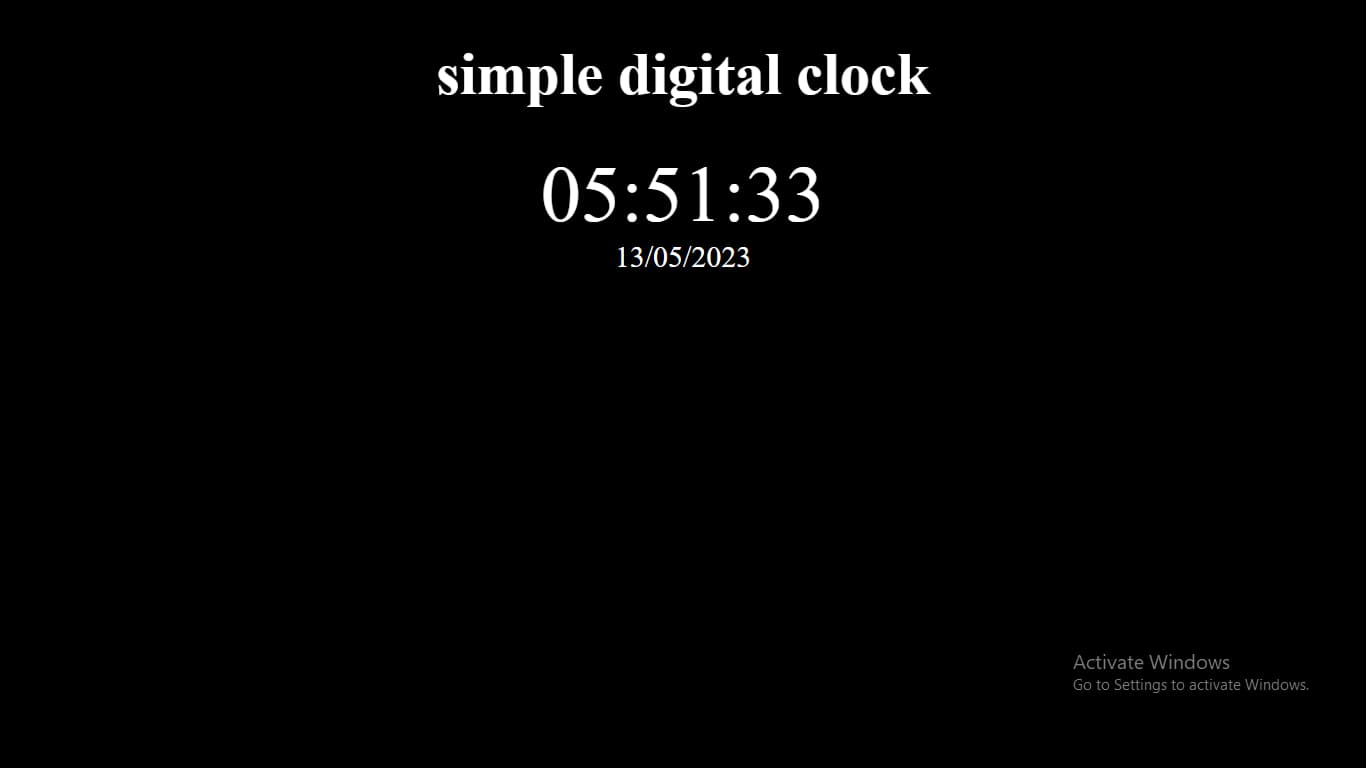 simple digital clock
05:51:33
13/05/2023
Activate Windows
Go to Settings to activate Windows.